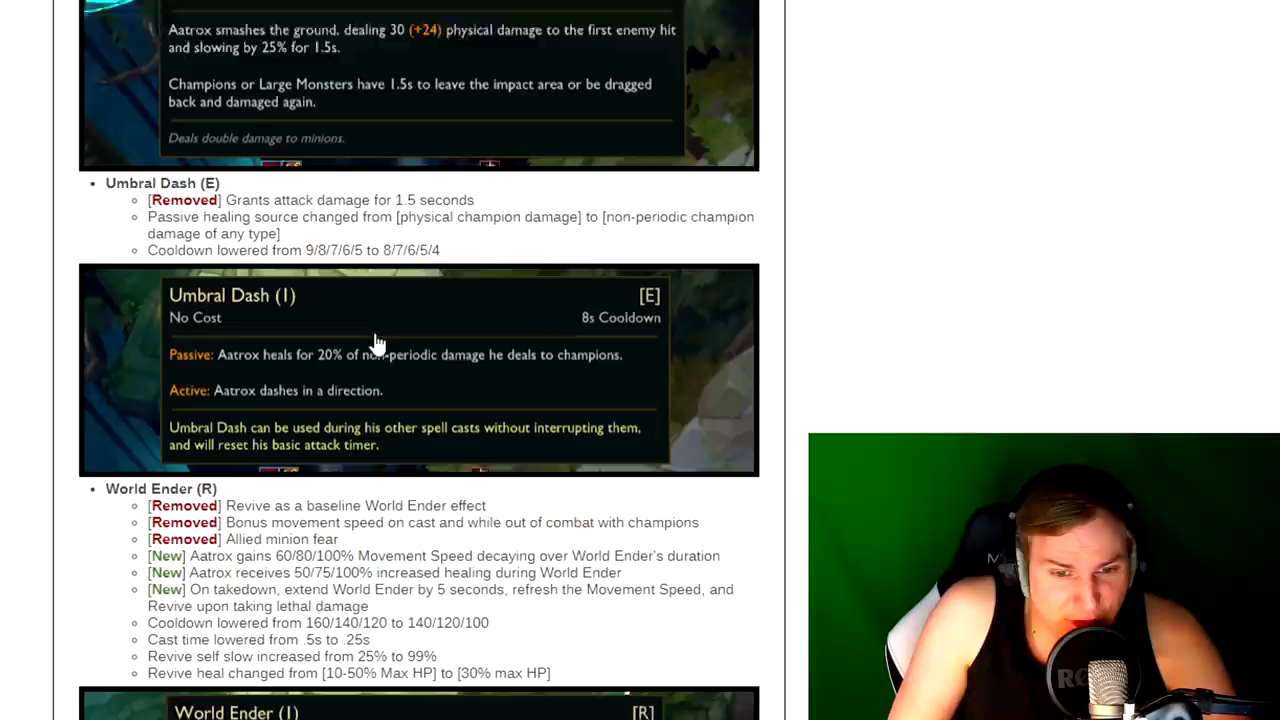 Aatrox smashes the ground, dealing 30 (+24) physical damage to the first enemy hit
and slowing by 25% for 1.5s.
Champions or Large Monsters have 1.5s to leave the impact area or be dragged
back and damaged again.
Deals double damage to minions.
• Umbral Dash (E)
◦ [Removed] Grants attack damage for 1.5 seconds
◦ Passive healing source changed from [physical champion damage] to [non-periodic champion
damage of any type]
◦ Cooldown lowered from 9/8/7/6/5 to 8/7/6/5/4
Umbral Dash (1) [E]
No Cost 8s Cooldown
Passive: Aatrox heals for 20% of non-periodic damage he deals to champions.
Active: Aatrox dashes in a direction.
Umbral Dash can be used during his other spell casts without interrupting them,
and will reset his basic attack timer.
• World Ender (R)
◦ [Removed] Revive as a baseline World Ender effect
◦ [Removed] Bonus movement speed on cast and while out of combat with champions
◦ [Removed] Allied minion fear
◦ [New] Aatrox gains 60/80/100% Movement Speed decaying over World Ender's duration
◦ [New] Aatrox receives 50/75/100% increased healing during World Ender
◦ [New] On takedown, extend World Ender by 5 seconds, refresh the Movement Speed, and
Revive upon taking lethal damage
◦ Cooldown lowered from 160/140/120 to 140/120/100
◦ Cast time lowered from .5s to .25s
◦ Revive self slow increased from 25% to 99%
◦ Revive heal changed from [10-50% Max HP] to [30% max HP]
World Ender (1) [R]